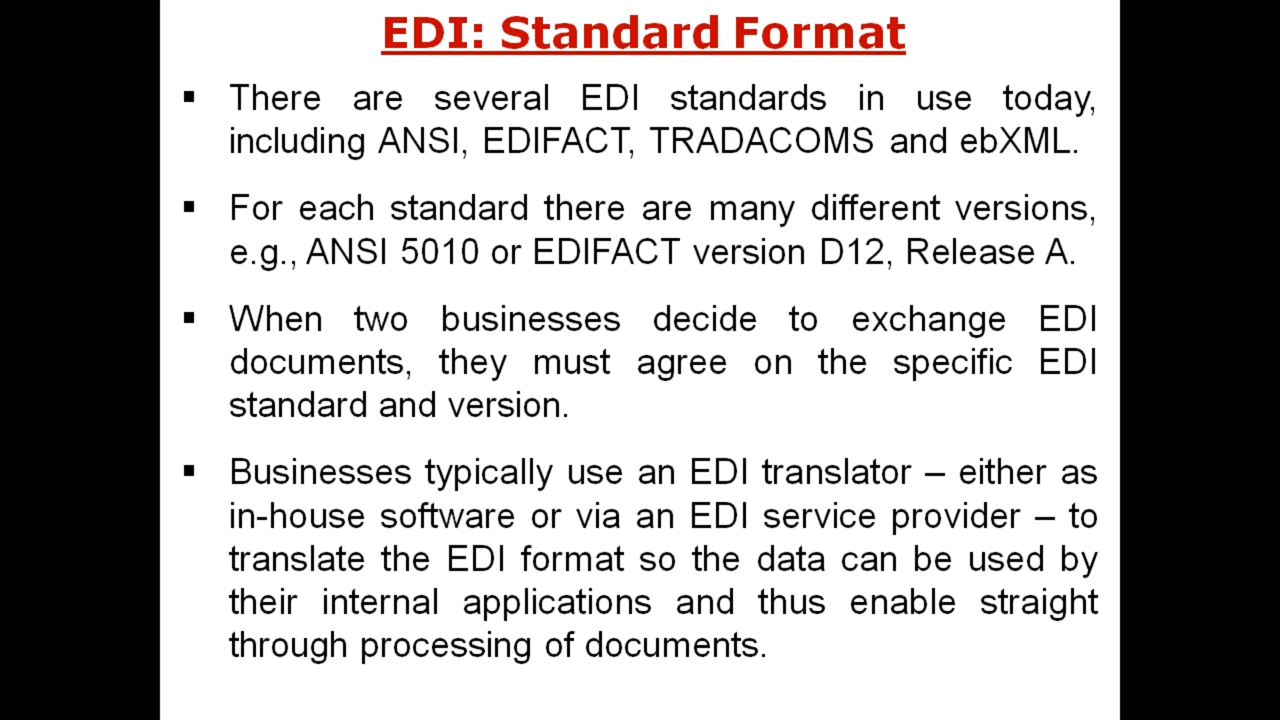 EDI: Standard Format
▪ There are several EDI standards in use today,
including ANSI, EDIFACT, TRADACOMS and ebXML.
▪ For each standard there are many different versions,
e.g., ANSI 5010 or EDIFACT version D12, Release A.
▪ When two businesses decide to exchange EDI
documents, they must agree on the specific EDI
standard and version.
▪ Businesses typically use an EDI translator – either as
in-house software or via an EDI service provider – to
translate the EDI format so the data can be used by
their internal applications and thus enable straight
through processing of documents.